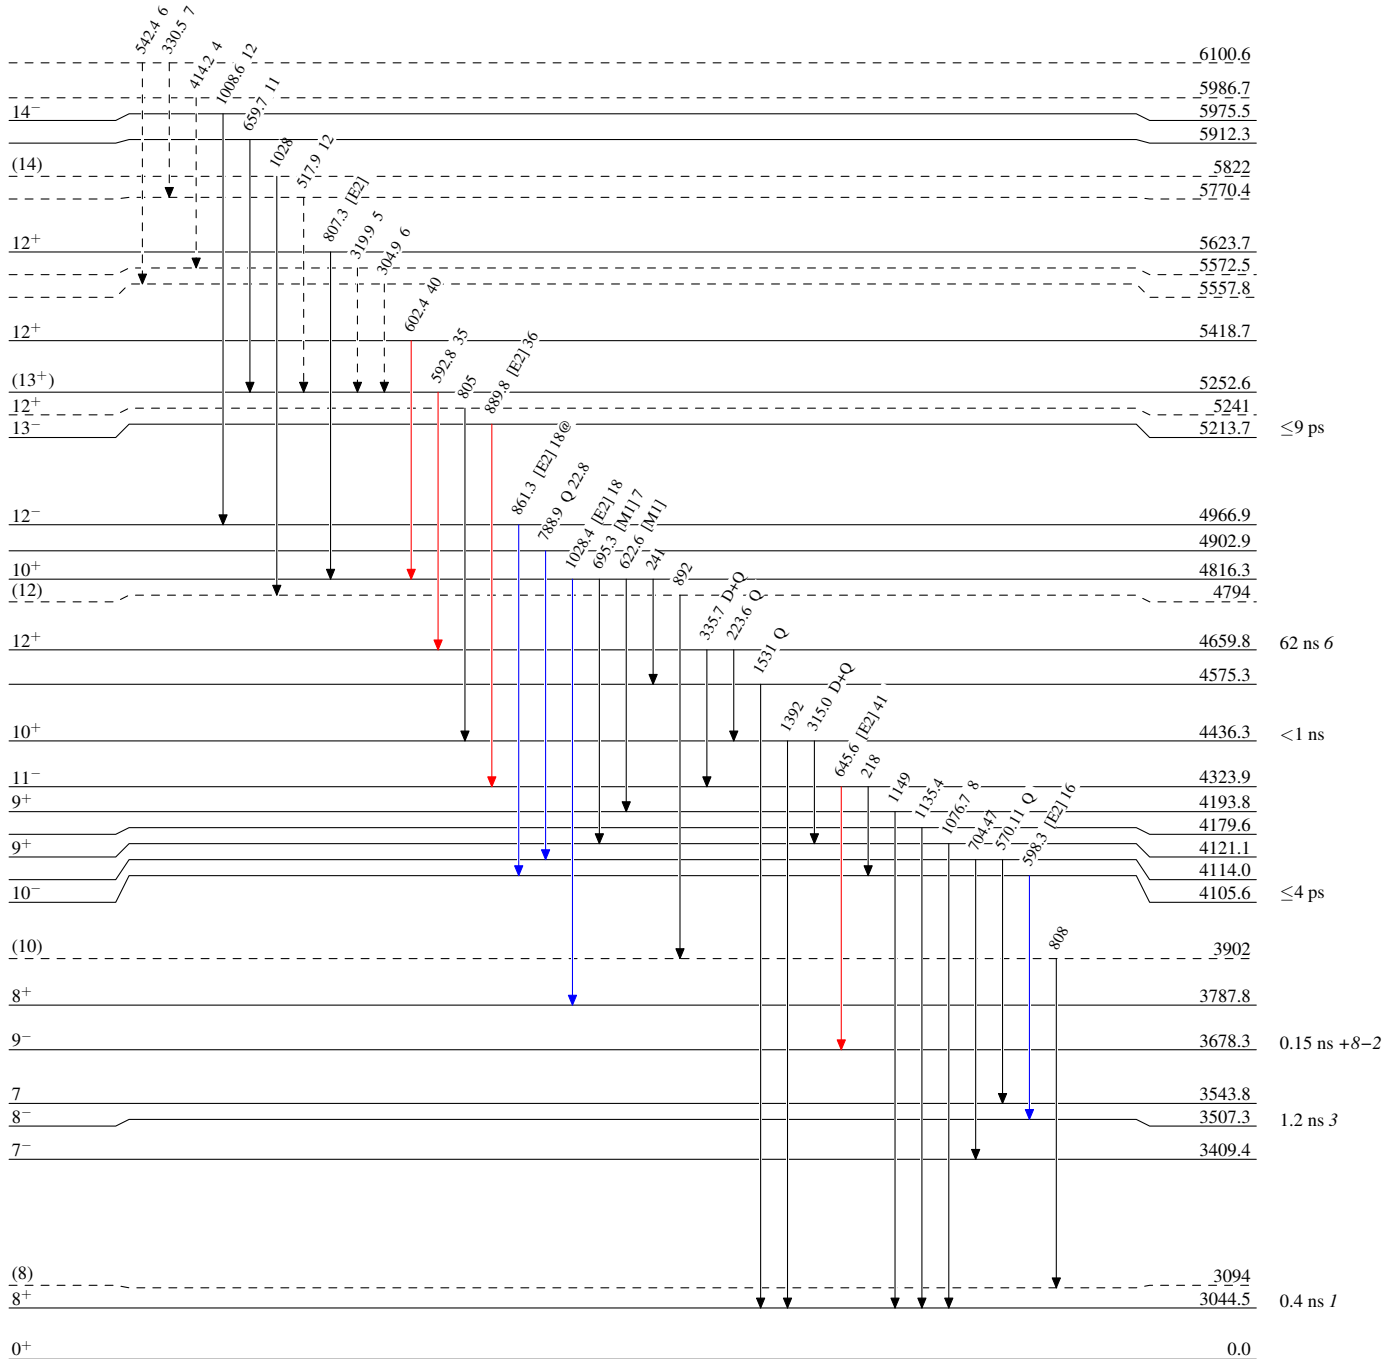 542.4 6
330.5 7
414.2 4
1008.6 12
659.7 11
1028
517.9 12
807.3 [E2]
319.9 5
304.9 6
602.4 40
592.8 35
805
889.8 [E2] 36
861.3 [E2] 18@
788.9 Q 22.8
1028.4 [E2] 18
695.3 [M1] 7
622.6 [M1]
241
892
335.7 D+Q
223.6 Q
1531 Q
1392
315.0 D+Q
645.6 [E2] 41
218
1149
1135.4
1076.7 8
704.47
570.11 Q
598.3 [E2] 16
808
6100.6
5986.7
14⁻ 5975.5
5912.3
(14) 5822
5770.4
12⁺ 5623.7
5572.5
5557.8
12⁺ 5418.7
(13⁺) 5252.6
12⁺ 5241
13⁻ 5213.7 ≤9 ps
12⁻ 4966.9
4902.9
10⁺ 4816.3
(12) 4794
12⁺ 4659.8 62 ns 6
4575.3
10⁺ 4436.3 <1 ns
11⁻ 4323.9
9⁺ 4193.8
4179.6
9⁺ 4121.1
4114.0
10⁻ 4105.6 ≤4 ps
(10) 3902
8⁺ 3787.8
9⁻ 3678.3 0.15 ns +8−2
7 3543.8
8⁻ 3507.3 1.2 ns 3
7⁻ 3409.4
(8) 3094
8⁺ 3044.5 0.4 ns 1
0⁺ 0.0